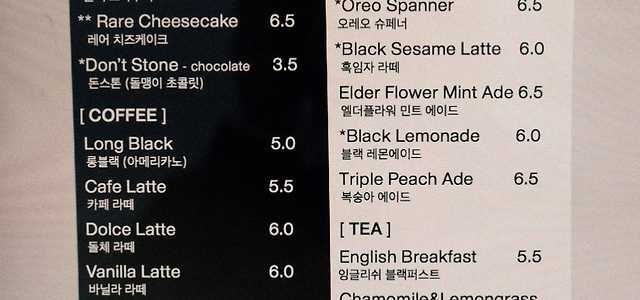 ** Rare Cheesecake 6.5
레어 치즈케이크
*Don't Stone - chocolate 3.5
돈스톤 (돌맹이 초콜릿)
[ COFFEE ]
Long Black 5.0
롱블랙 (아메리카노)
Cafe Latte 5.5
카페 라떼
Dolce Latte 6.0
돌체 라떼
Vanilla Latte 6.0
바닐라 라떼
*Oreo Spanner 6.5
오레오 슈페너
*Black Sesame Latte 6.0
흑임자 라떼
Elder Flower Mint Ade 6.5
엘더플라워 민트 에이드
*Black Lemonade 6.0
블랙 레몬에이드
Triple Peach Ade 6.5
복숭아 에이드
[ TEA ]
English Breakfast 5.5
잉글리쉬 블랙퍼스트
Chamomile&Lemongrass